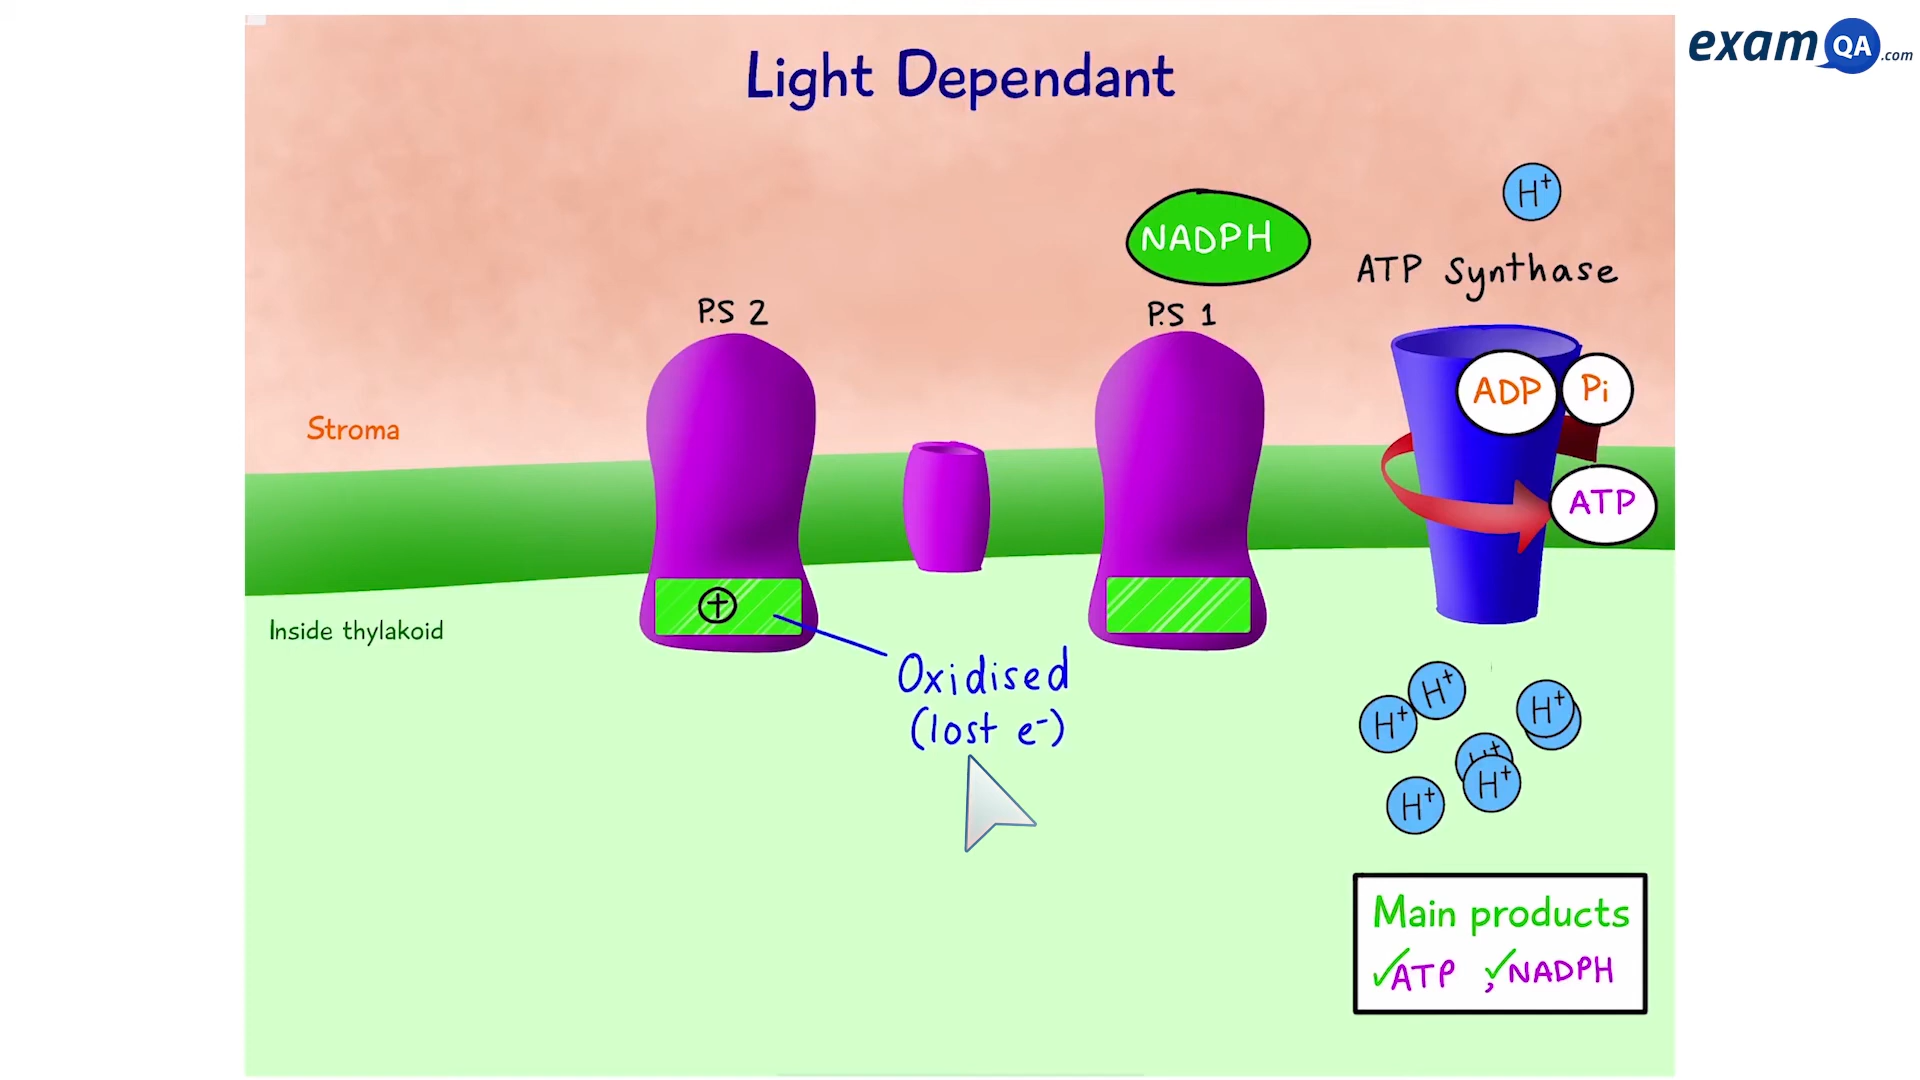 examQA.com
Light Dependant
H+
NADPH
ATP Synthase
P.S 2
P.S 1
ADP
Pi
Stroma
ATP
+
Inside thylakoid
Oxidised
(lost e-)
H+
H+
H+
H+
H+
H+
Main products
✓ATP ; ✓NADPH